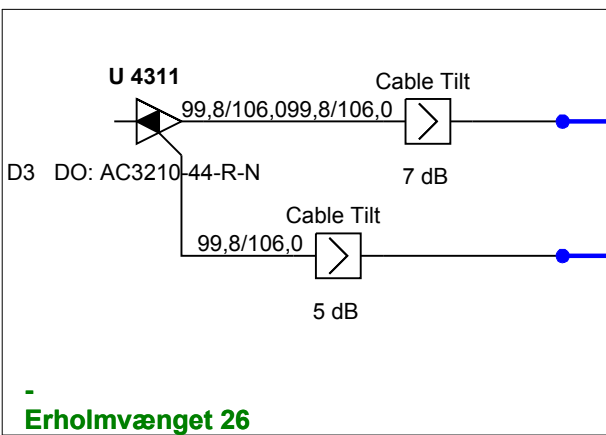 U 4311
Cable Tilt
99,8/106,099,8/106,0
D3 DO: AC3210-44-R-N
7 dB
Cable Tilt
99,8/106,0
5 dB
-
Erholmvænget 26